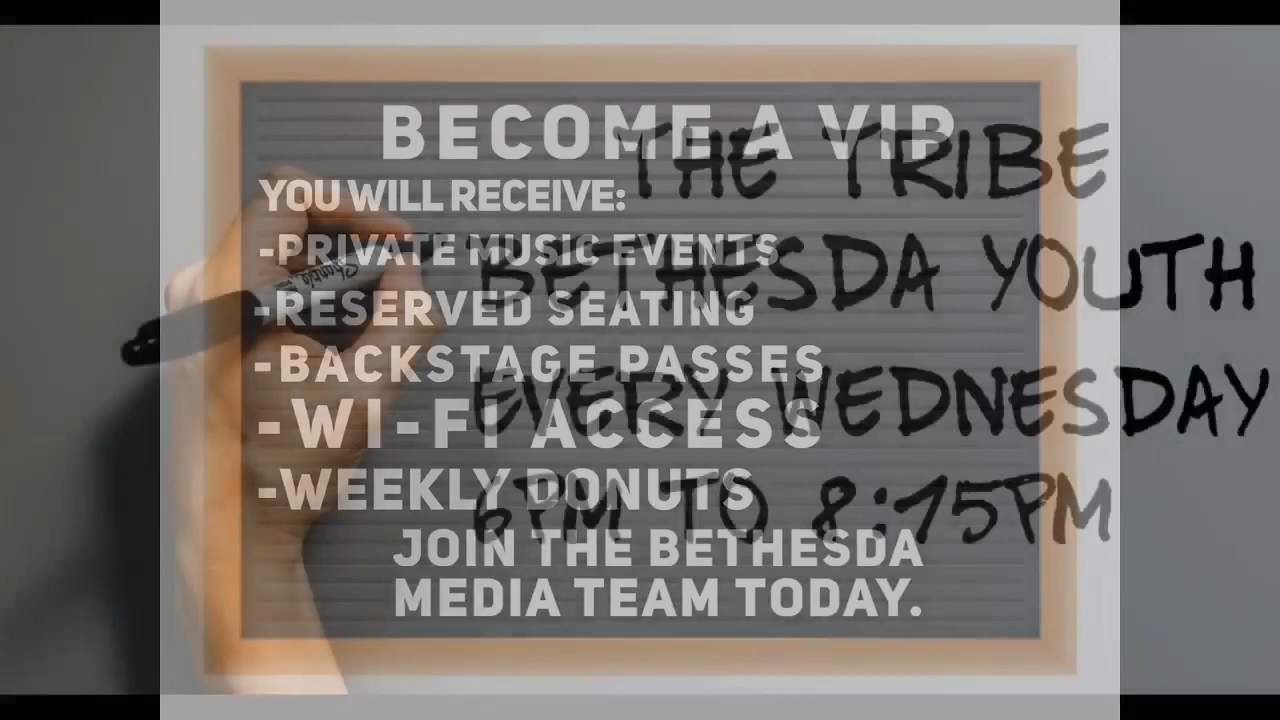 BECOME A VIP
YOU WILL RECEIVE:
-PRIVATE MUSIC EVENTS
-RESERVED SEATING
-BACKSTAGE PASSES
-WI-FI ACCESS
-WEEKLY DONUTS
JOIN THE BETHESDA
MEDIA TEAM TODAY.
THE TRIBE
BETHESDA YOUTH
EVERY WEDNESDAY
6PM TO 8:15PM